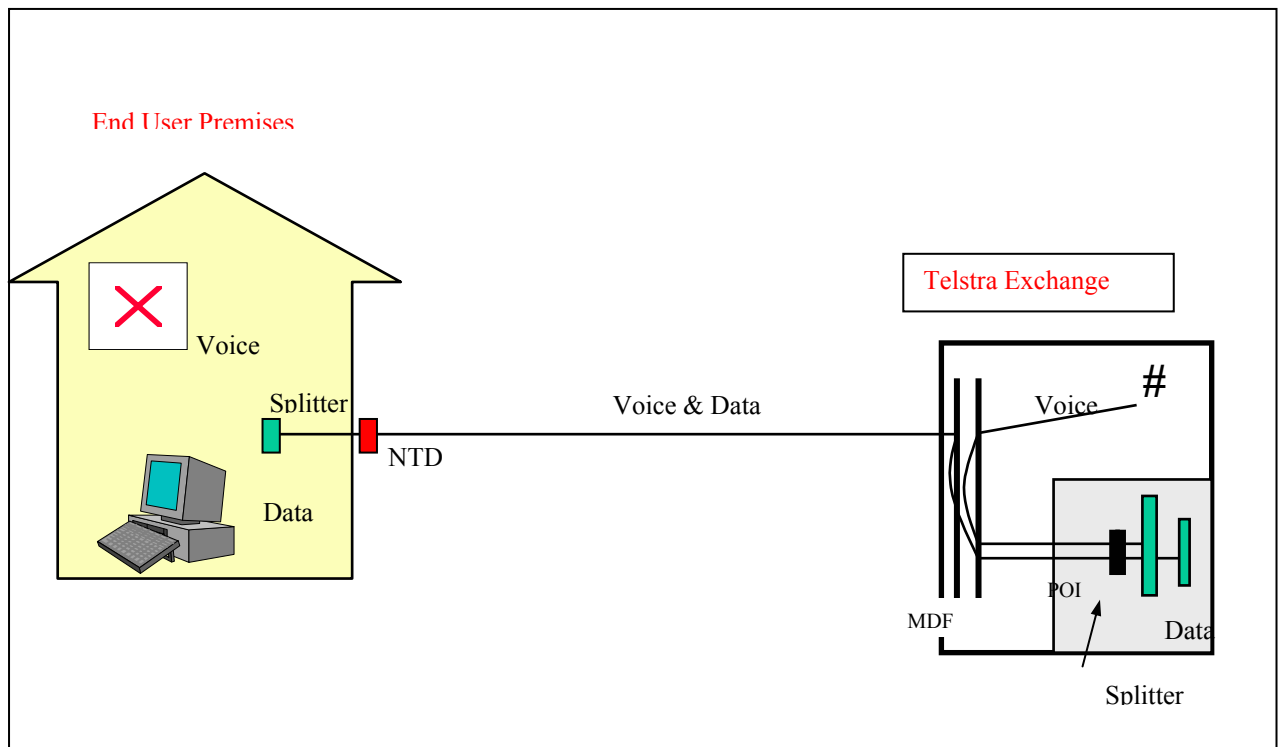 End User Premises
Telstra Exchange
Voice
#
Voice
Splitter
Voice & Data
NTD
Data
POI
MDF
Data
Splitter